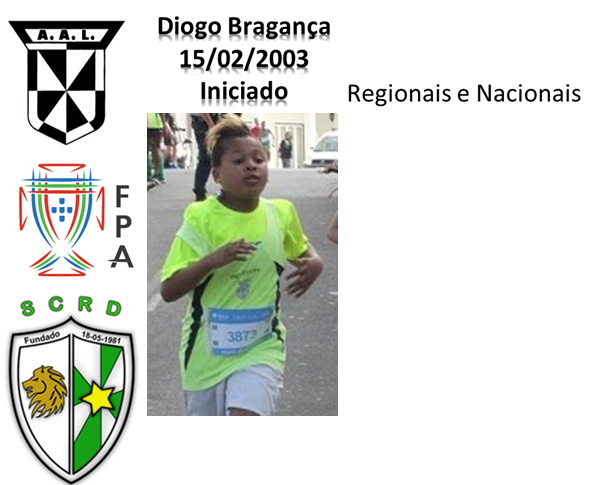 A. A. L.
Diogo Bragança
15/02/2003
Iniciado
Regionais e Nacionais
F
P
A
S C R D
Fundado 18-05-1981
3873